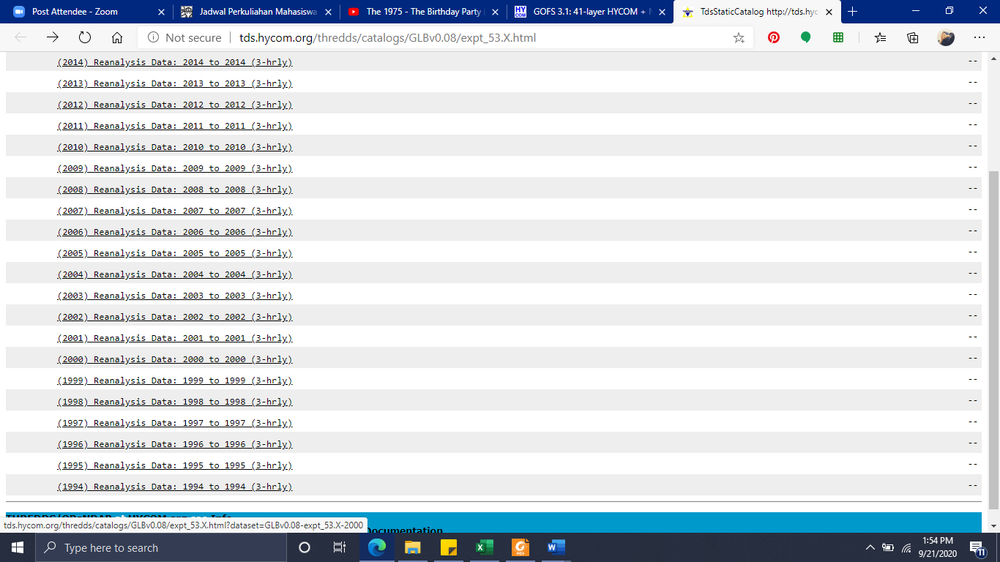 Post Attendee - Zoom
Jadwal Perkuliahan Mahasiswa
The 1975 - The Birthday Party
GOFS 3.1: 41-layer HYCOM +
TdsStaticCatalog http://tds.hyc
Not secure
tds.hycom.org/thredds/catalogs/GLBv0.08/expt_53.X.html
(2014) Reanalysis Data: 2014 to 2014 (3-hrly) --
(2013) Reanalysis Data: 2013 to 2013 (3-hrly) --
(2012) Reanalysis Data: 2012 to 2012 (3-hrly) --
(2011) Reanalysis Data: 2011 to 2011 (3-hrly) --
(2010) Reanalysis Data: 2010 to 2010 (3-hrly) --
(2009) Reanalysis Data: 2009 to 2009 (3-hrly) --
(2008) Reanalysis Data: 2008 to 2008 (3-hrly) --
(2007) Reanalysis Data: 2007 to 2007 (3-hrly) --
(2006) Reanalysis Data: 2006 to 2006 (3-hrly) --
(2005) Reanalysis Data: 2005 to 2005 (3-hrly) --
(2004) Reanalysis Data: 2004 to 2004 (3-hrly) --
(2003) Reanalysis Data: 2003 to 2003 (3-hrly) --
(2002) Reanalysis Data: 2002 to 2002 (3-hrly) --
(2001) Reanalysis Data: 2001 to 2001 (3-hrly) --
(2000) Reanalysis Data: 2000 to 2000 (3-hrly) --
(1999) Reanalysis Data: 1999 to 1999 (3-hrly) --
(1998) Reanalysis Data: 1998 to 1998 (3-hrly) --
(1997) Reanalysis Data: 1997 to 1997 (3-hrly) --
(1996) Reanalysis Data: 1996 to 1996 (3-hrly) --
(1995) Reanalysis Data: 1995 to 1995 (3-hrly) --
(1994) Reanalysis Data: 1994 to 1994 (3-hrly) --
THREDDS/OPeNDAP at HYCOM.org see Info
tds.hycom.org/thredds/catalogs/GLBv0.08/expt_53.X.html?dataset=GLBv0.08-expt_53.X-2000
Documentation
Type here to search
1:54 PM
9/21/2020
11